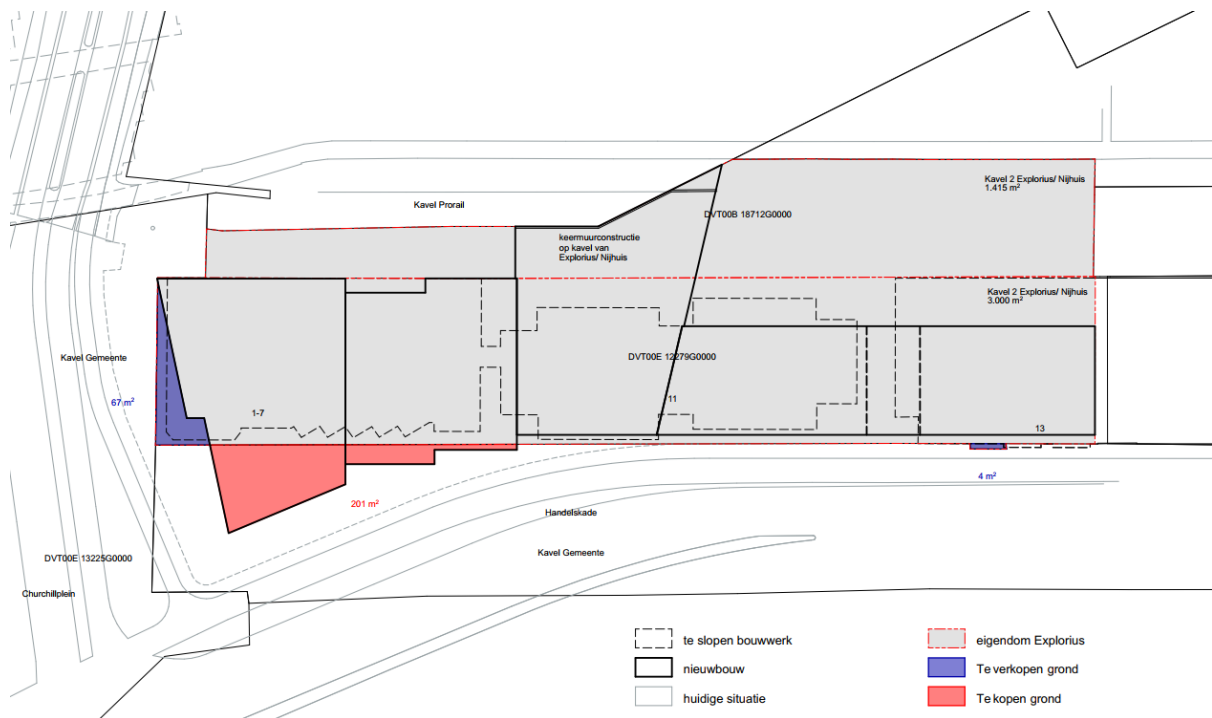 Kavel 2 Explorius/ Nijhuis
1.415 m²
Kavel Prorail
DVT00B 18712G0000
keermuurconstructie
op kavel van
Explorius/ Nijhuis
Kavel 2 Explorius/ Nijhuis
3.000 m²
Kavel Gemeente
DVT00E 12279G0000
67 m²
1-7
11
13
201 m²
4 m²
Handelskade
Kavel Gemeente
DVT00E 13225G0000
Churchillplein
te slopen bouwwerk
nieuwbouw
huidige situatie
eigendom Explorius
Te verkopen grond
Te kopen grond